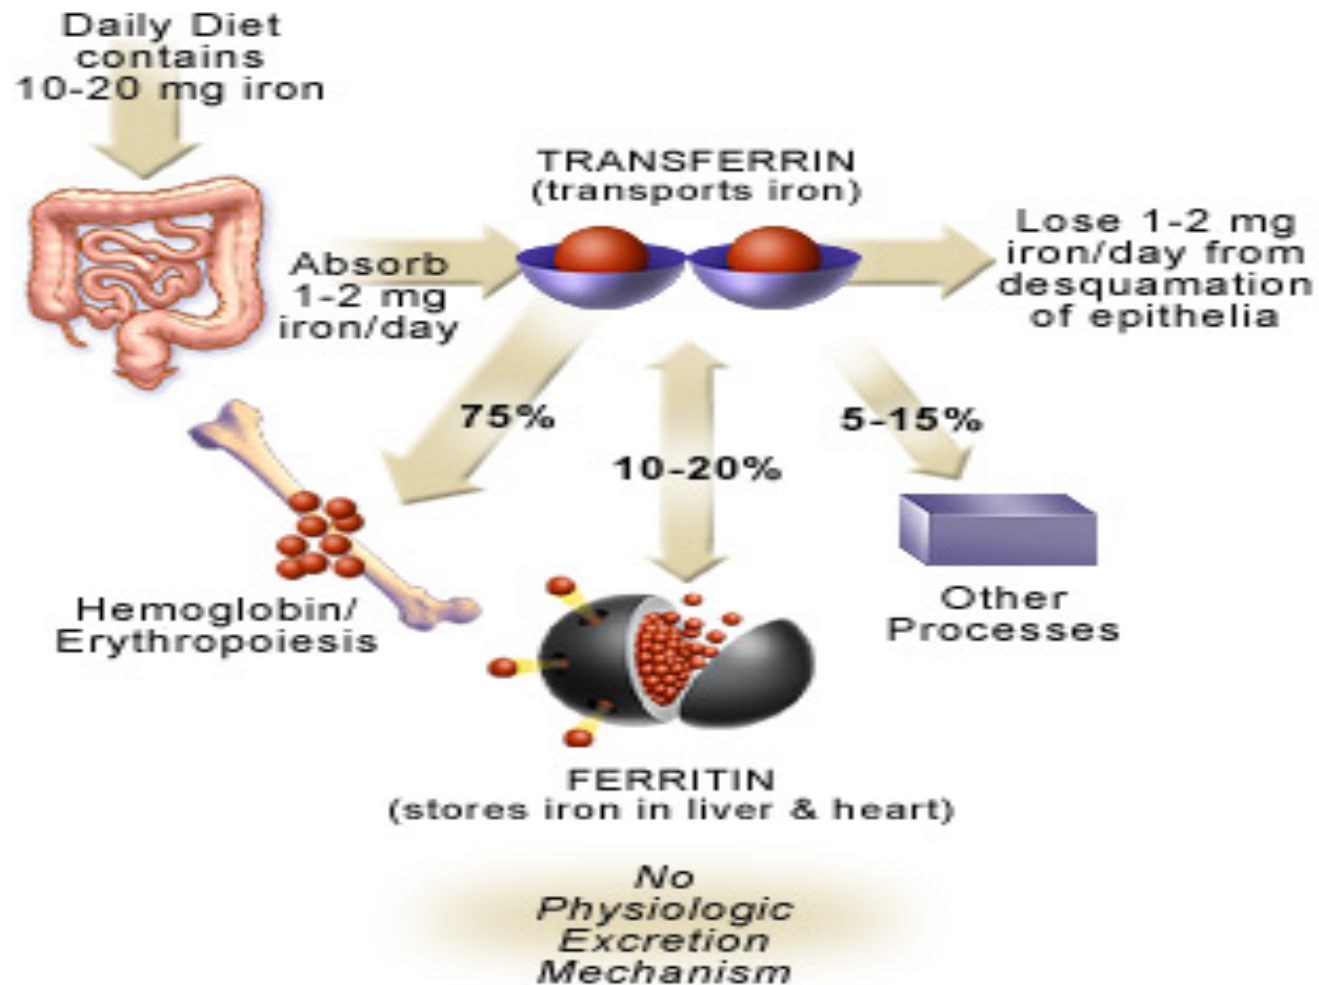 Daily Diet
contains
10-20 mg iron
TRANSFERRIN
(transports iron)
Absorb
1-2 mg
iron/day
Lose 1-2 mg
iron/day from
desquamation
of epithelia
75%
10-20%
5-15%
Hemoglobin/
Erythropoiesis
Other
Processes
FERRITIN
(stores iron in liver & heart)
No
Physiologic
Excretion
Mechanism